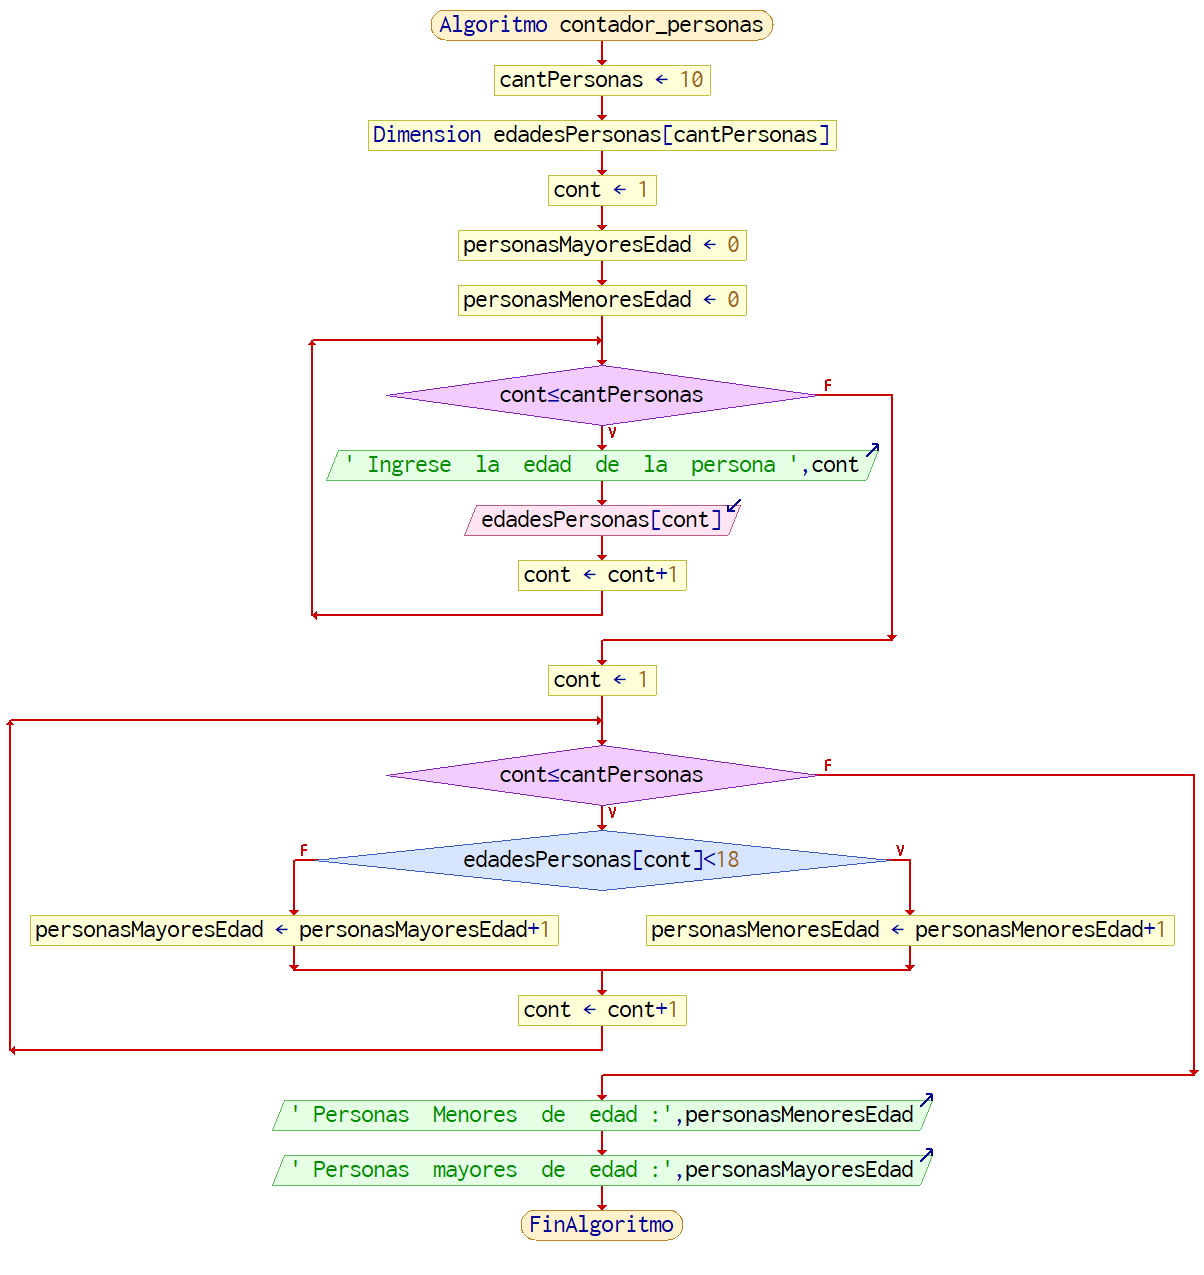 Algoritmo contador_personas
cantPersonas ← 10
Dimension edadesPersonas[cantPersonas]
cont ← 1
personasMayoresEdad ← 0
personasMenoresEdad ← 0
cont≤cantPersonas
F
V
' Ingrese  la  edad  de  la  persona ',cont
edadesPersonas[cont]
cont ← cont+1
cont ← 1
cont≤cantPersonas
F
V
edadesPersonas[cont]<18
F
V
personasMayoresEdad ← personasMayoresEdad+1
personasMenoresEdad ← personasMenoresEdad+1
cont ← cont+1
' Personas  Menores  de  edad :',personasMenoresEdad
' Personas  mayores  de  edad :',personasMayoresEdad
FinAlgoritmo